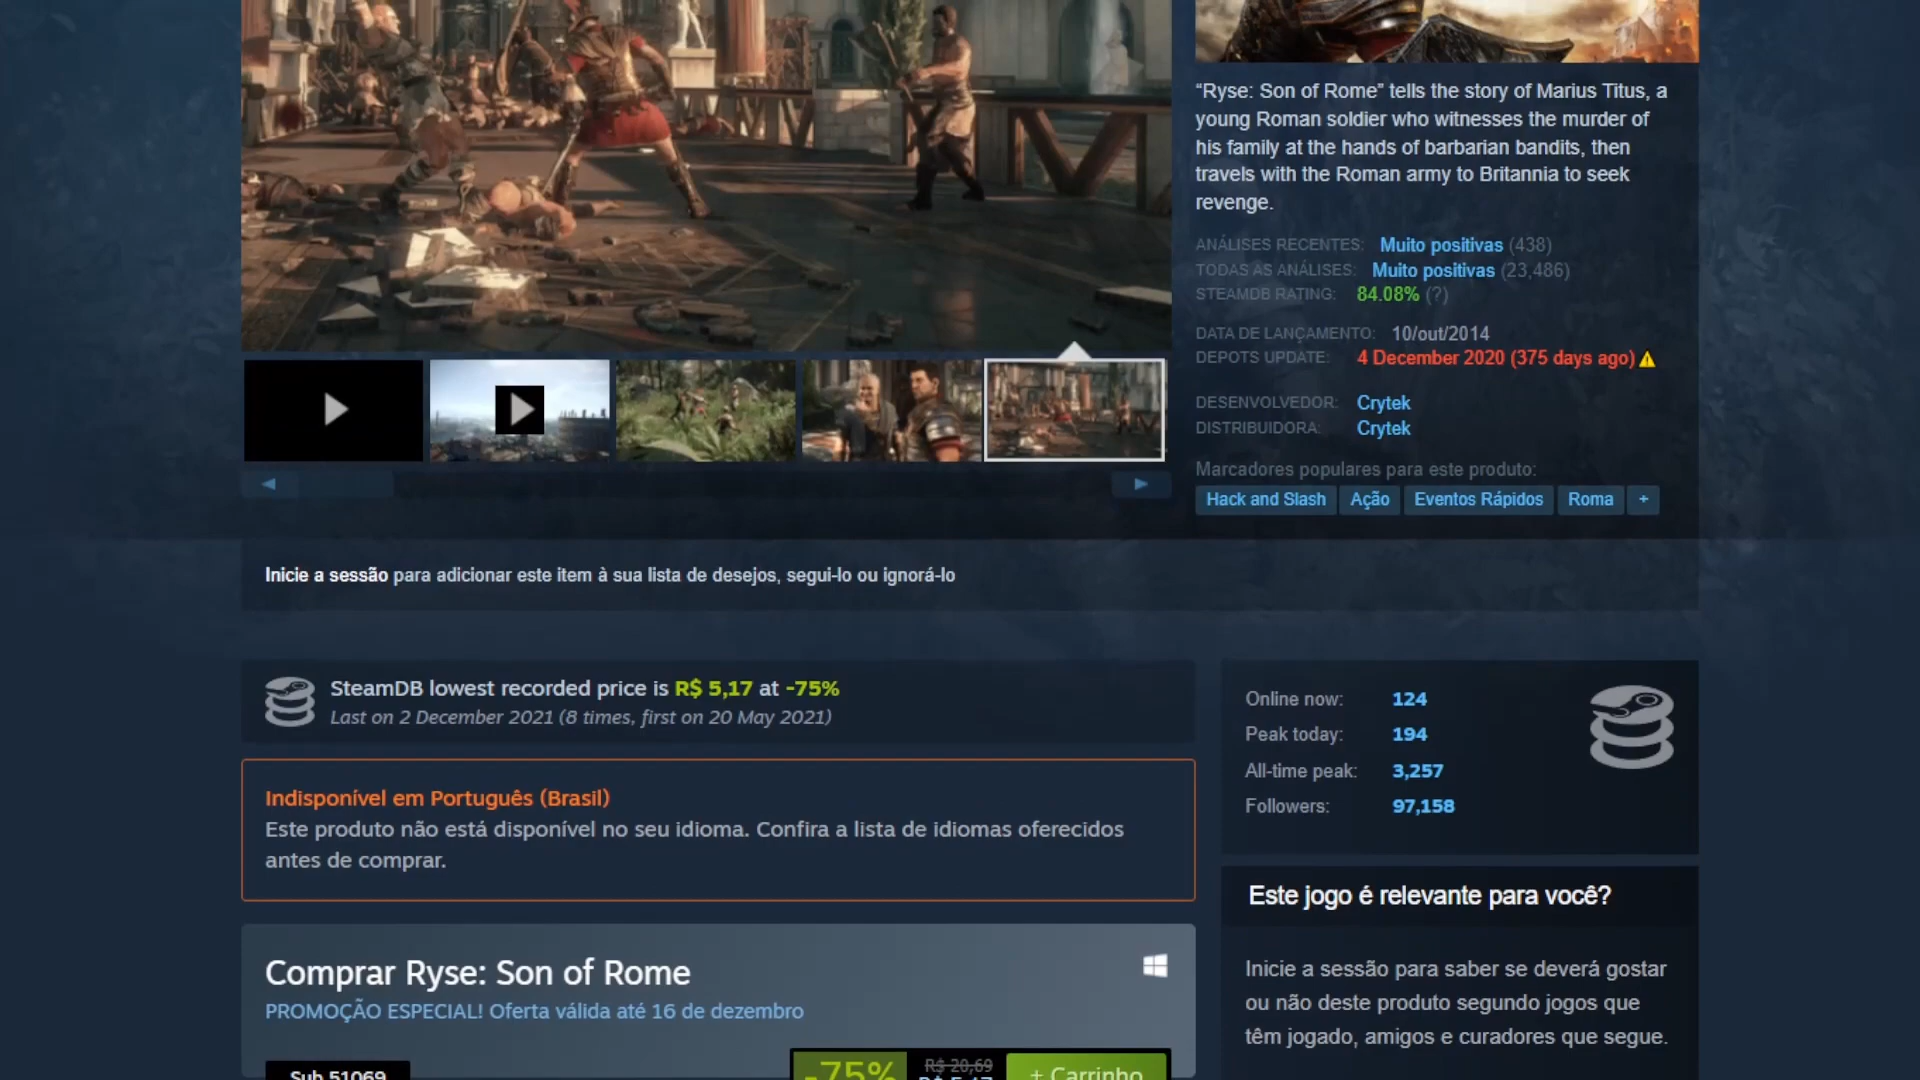 “Ryse: Son of Rome” tells the story of Marius Titus, a
young Roman soldier who witnesses the murder of
his family at the hands of barbarian bandits, then
travels with the Roman army to Britannia to seek
revenge.
ANÁLISES RECENTES: Muito positivas (438)
TODAS AS ANÁLISES: Muito positivas (23,486)
STEAMDB RATING: 84.08% (?)
DATA DE LANÇAMENTO: 10/out/2014
DEPOTS UPDATE: 4 December 2020 (375 days ago)
DESENVOLVEDOR: Crytek
DISTRIBUIDORA: Crytek
Marcadores populares para este produto:
Hack and Slash Ação Eventos Rápidos Roma +
Inicie a sessão para adicionar este item à sua lista de desejos, segui-lo ou ignorá-lo
SteamDB lowest recorded price is R$ 5,17 at -75%
Last on 2 December 2021 (8 times, first on 20 May 2021)
Indisponível em Português (Brasil)
Este produto não está disponível no seu idioma. Confira a lista de idiomas oferecidos
antes de comprar.
Comprar Ryse: Son of Rome
PROMOÇÃO ESPECIAL! Oferta válida até 16 de dezembro
Sub 51069
-75%
R$ 20,69
R$ 5,17
+ Carrinho
Online now: 124
Peak today: 194
All-time peak: 3,257
Followers: 97,158
Este jogo é relevante para você?
Inicie a sessão para saber se deverá gostar
ou não deste produto segundo jogos que
têm jogado, amigos e curadores que segue.